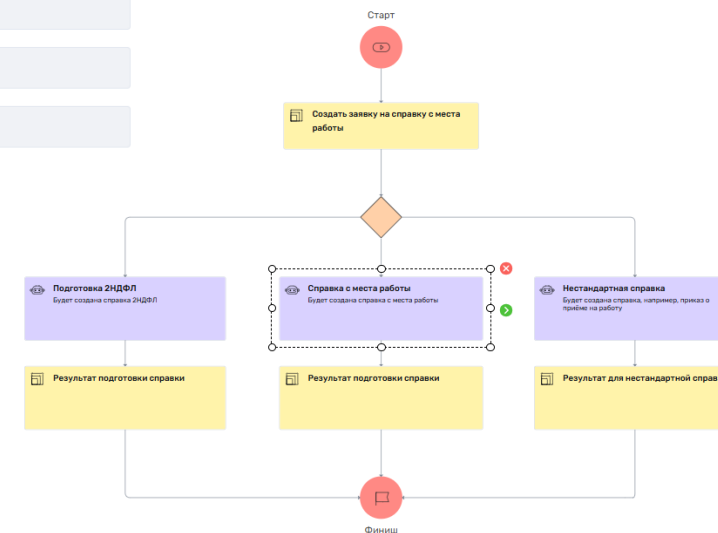 Старт
Создать заявку на справку с места
работы
Подготовка 2НДФЛ
Будет создана справка 2НДФЛ
Справка с места работы
Будет создана справка с места работы
Нестандартная справка
Будет создана справка, например, приказ о
приёме на работу
Результат подготовки справки
Результат подготовки справки
Результат для нестандартной справ
Финиш